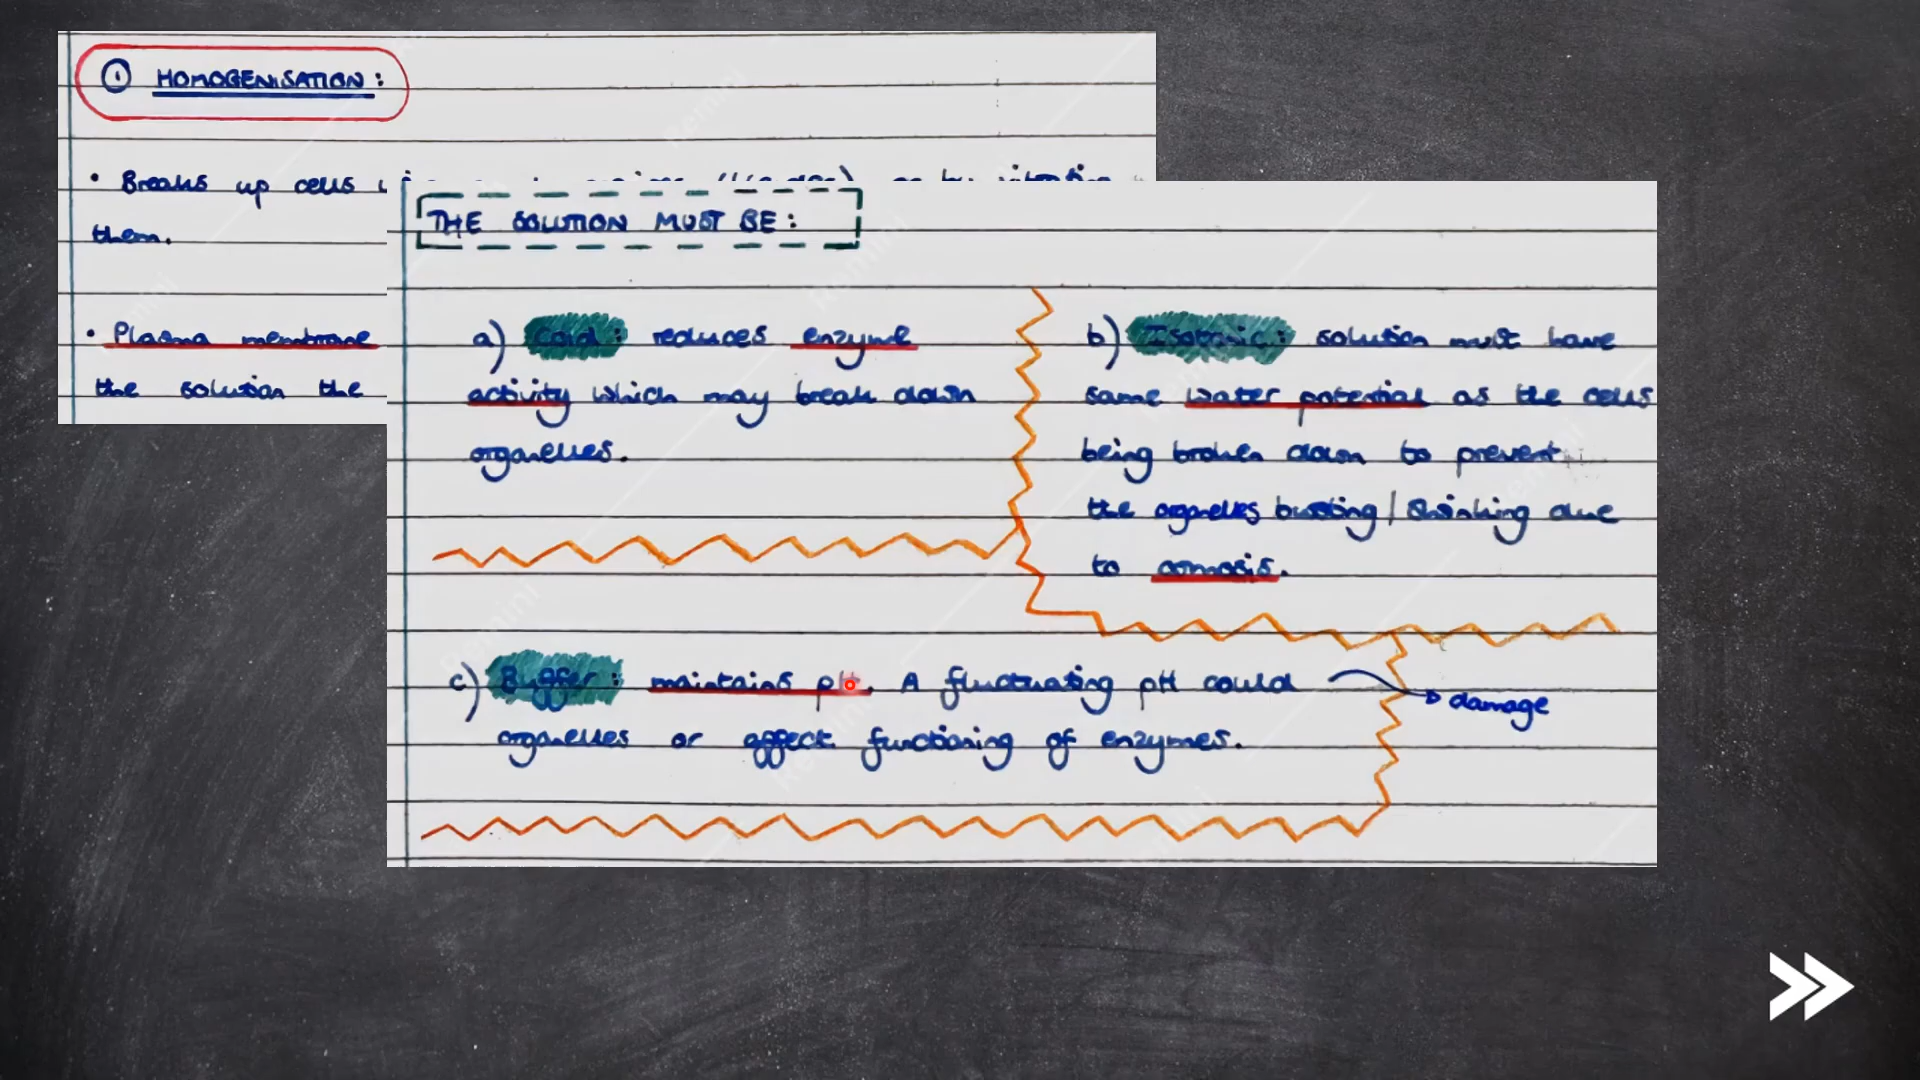 ① HOMOGENISATION:
• Breaks up cells
them.
• Plasma membrane
the solution the
THE SOLUTION MUST BE:
a) Cold: reduces enzyme
activity which may break down
organelles.
b) Isotonic: solution must have
same water potential as the cells
being broken down to prevent
the organelles bursting / shrinking due
to osmosis.
c) Buffer: maintains pH. A fluctuating pH could → damage
organelles or affect functioning of enzymes.